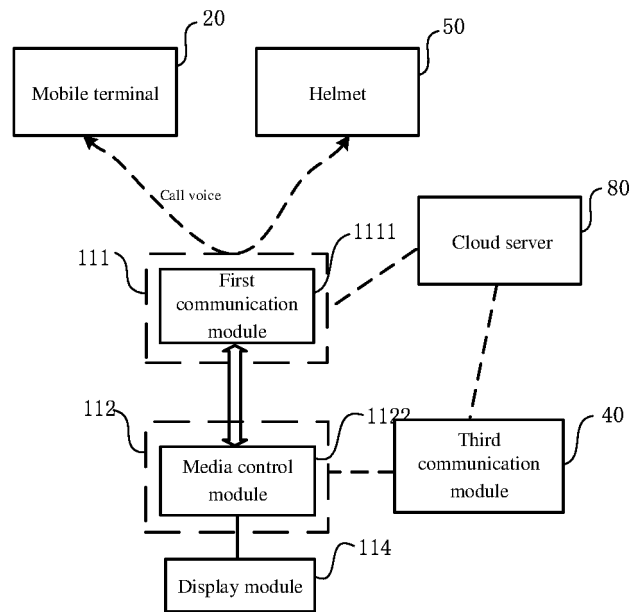 20
50
Mobile terminal
Helmet
Call voice
80
Cloud server
111
1111
First
communication
module
112
1122
40
Media control
module
Third
communication
module
114
Display module